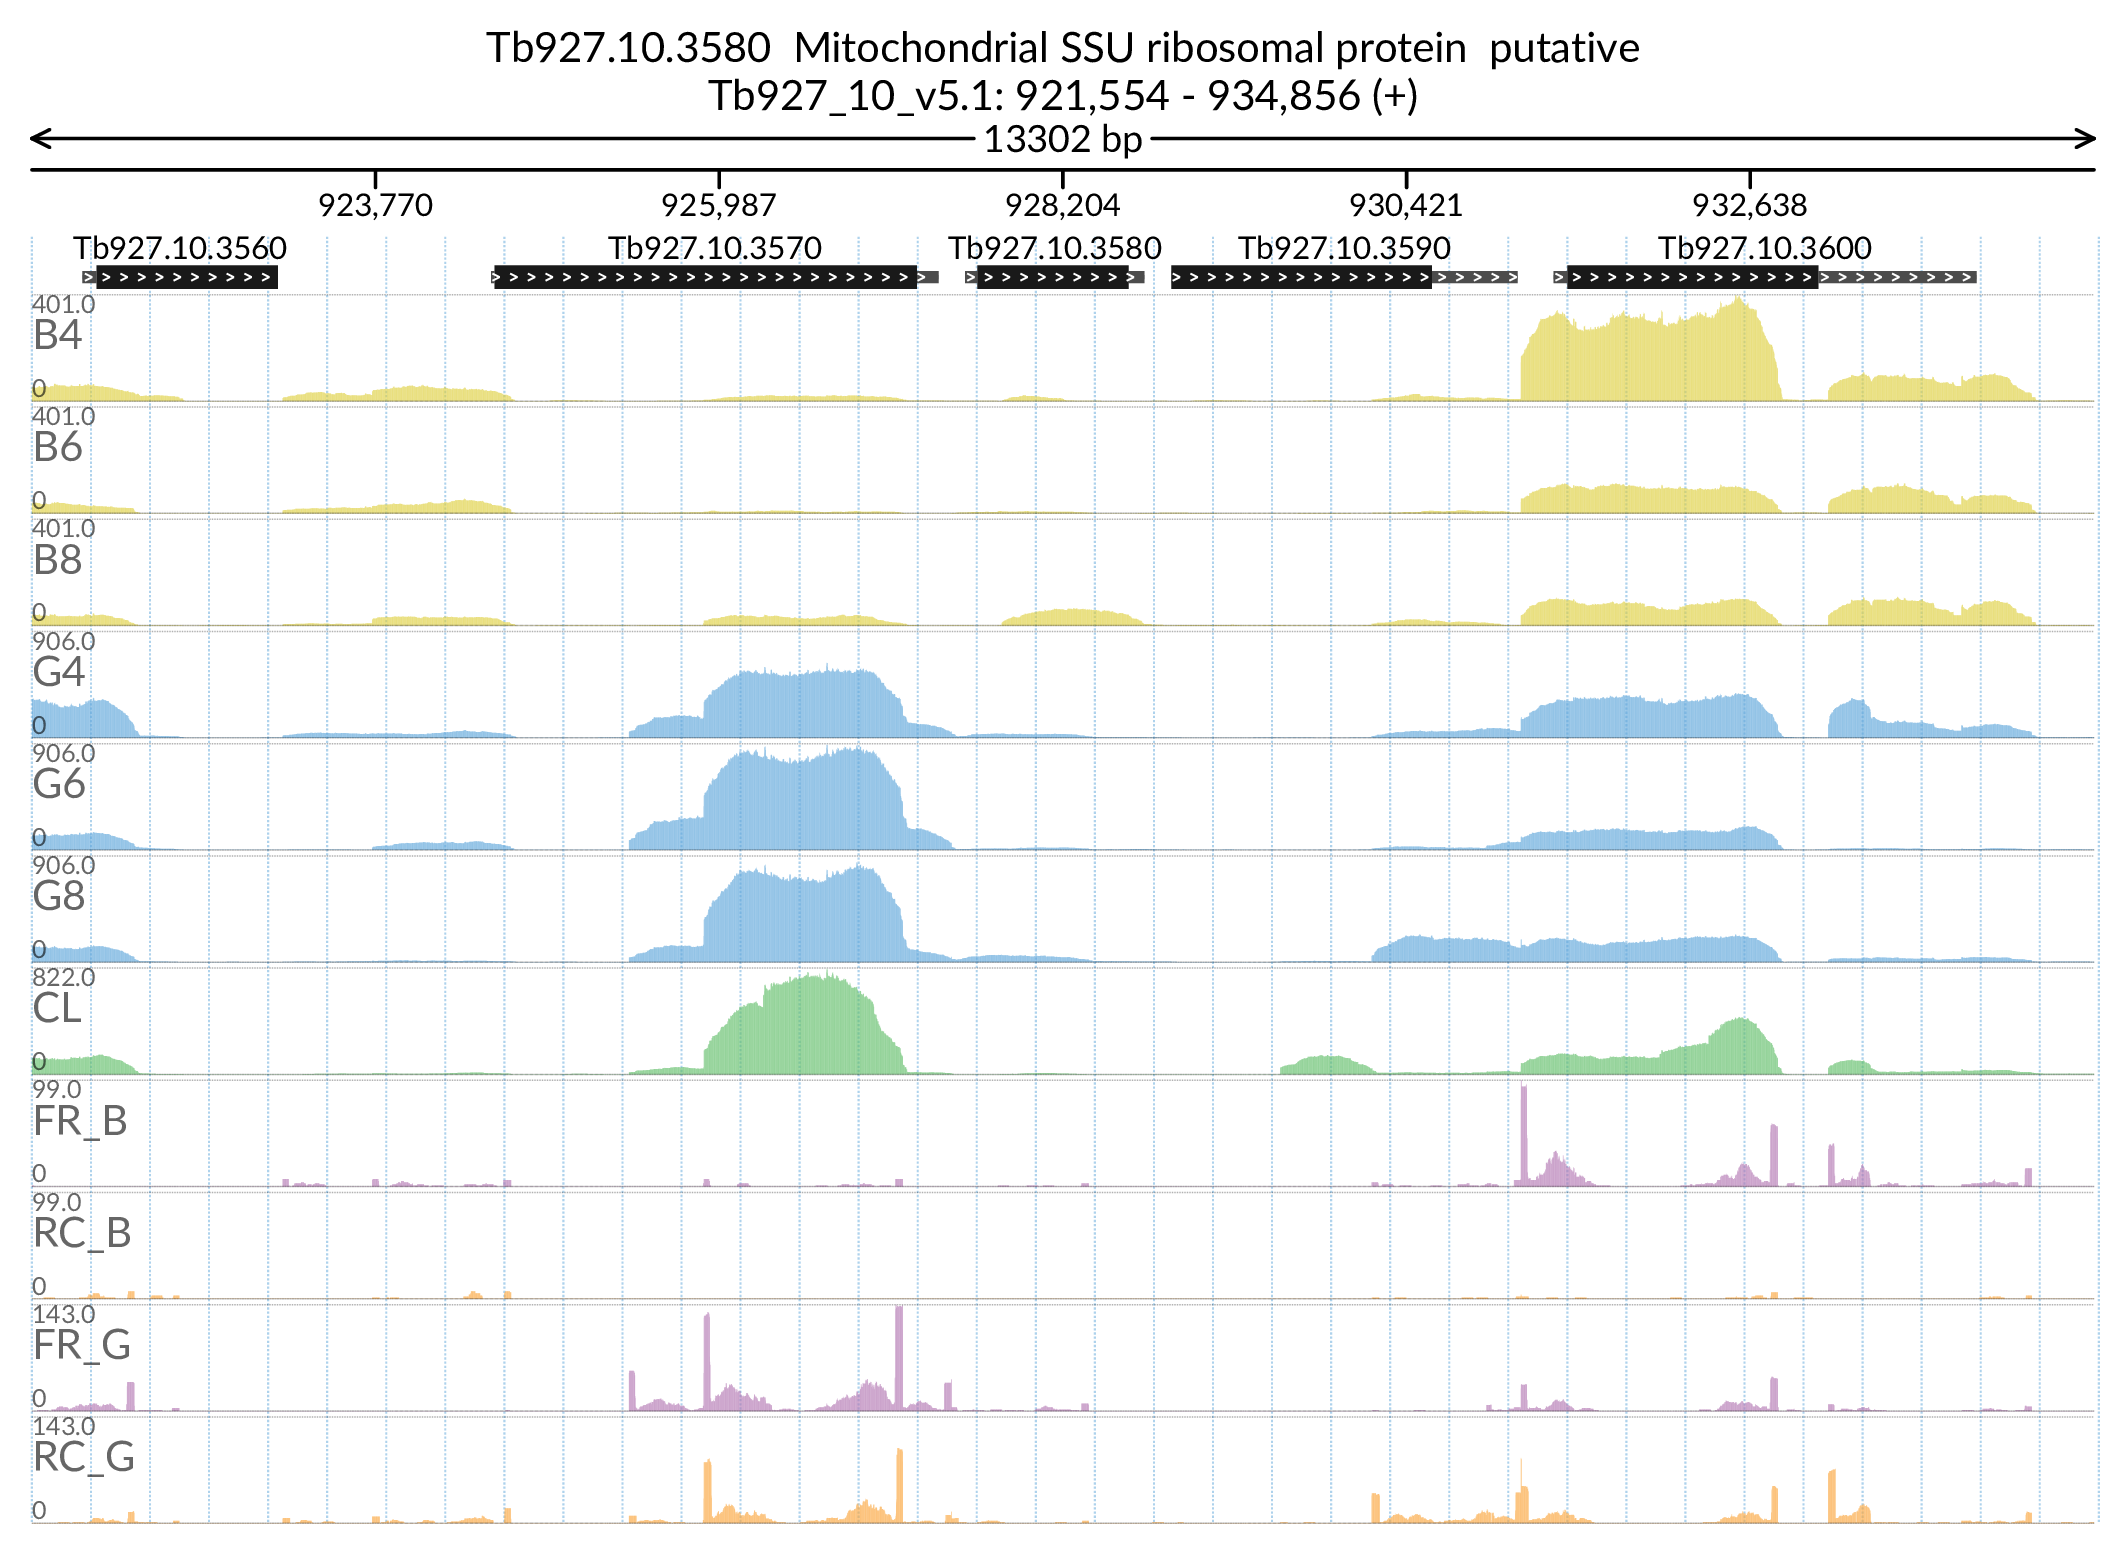 Tb927.10.3580  Mitochondrial SSU ribosomal protein  putative
Tb927_10_v5.1: 921,554 - 934,856 (+)
13302 bp
923,770 925,987 928,204 930,421 932,638
Tb927.10.3560 Tb927.10.3570 Tb927.10.3580 Tb927.10.3590 Tb927.10.3600
401.0
B4
0
401.0
B6
0
401.0
B8
0
906.0
G4
0
906.0
G6
0
906.0
G8
0
822.0
CL
0
99.0
FR_B
0
99.0
RC_B
0
143.0
FR_G
0
143.0
RC_G
0